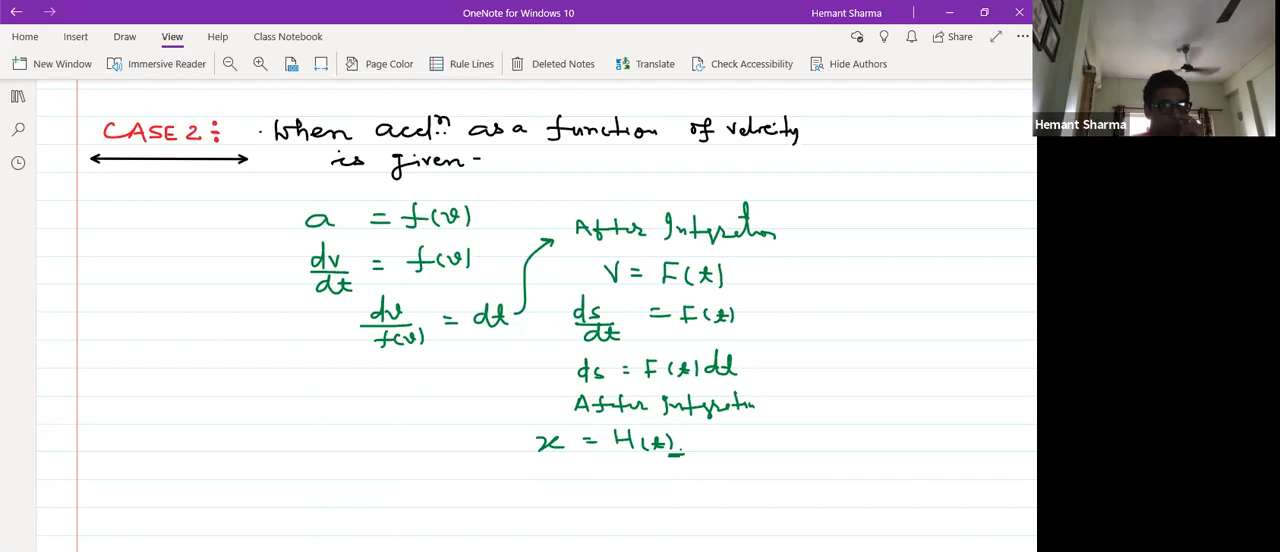 OneNote for Windows 10
Hemant Sharma
Home Insert Draw View Help Class Notebook
Share
New Window Immersive Reader Page Color Rule Lines Deleted Notes Translate Check Accessibility Hide Authors
Hemant Sharma
CASE 2 : . When accln. as a function of velocity
is given -
a = f(v)
dv/dt = f(v)
dv/f(v) = dt
After Integration
V = F(t)
ds/dt = F(t)
ds = F(t) dt
After Integration
x = H(t).